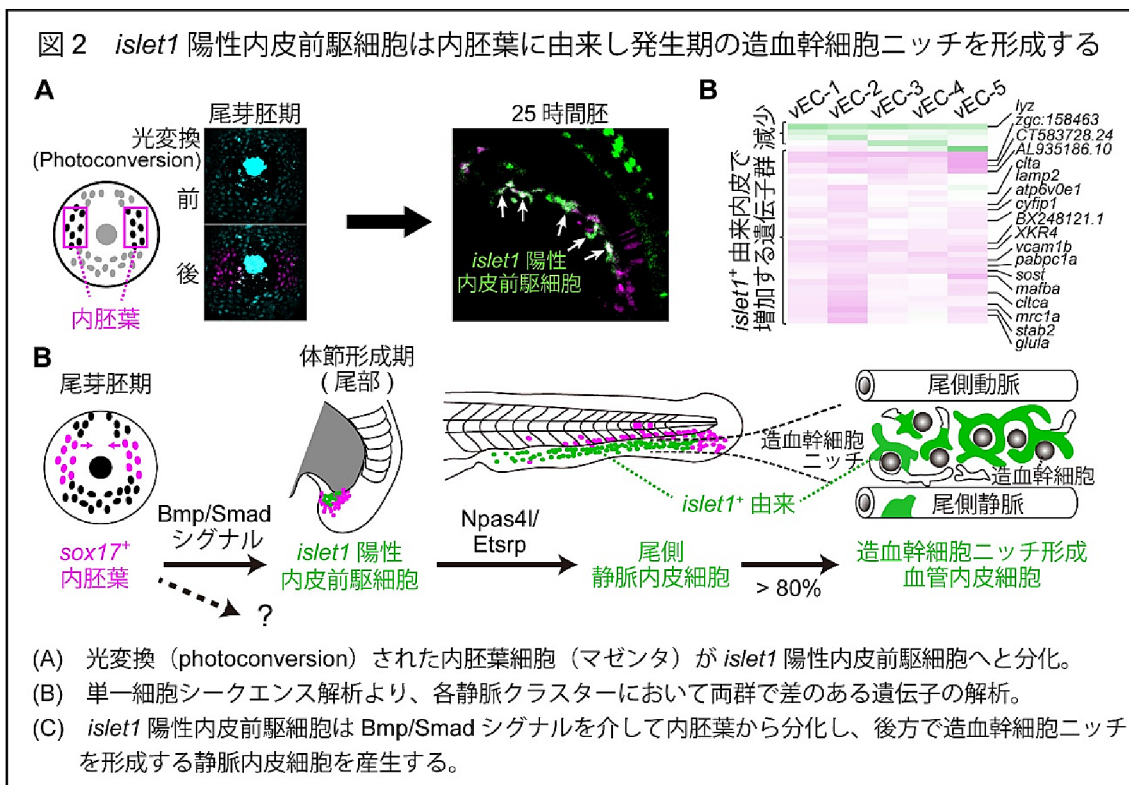 図2 islet1 陽性内皮前駆細胞は内胚葉に由来し発生期の造血幹細胞ニッチを形成する
A
尾芽胚期
光変換
(Photoconversion)
前
後
内胚葉
25 時間胚
islet1 陽性
内皮前駆細胞
B
vEC-1
vEC-2
vEC-3
vEC-4
vEC-5
islet1+ 由来内皮で
増加する遺伝子群
減少
lyz
zgc:158463
CT583728.24
AL935186.10
clta
lamp2
atp6v0e1
cyfip1
BX248121.1
XKR4
vcam1b
pabpc1a
sost
mafba
cltca
mrc1a
stab2
glula
B
尾芽胚期
sox17+
内胚葉
Bmp/Smad
シグナル
?
体節形成期
(尾部)
islet1 陽性
内皮前駆細胞
Npas4l/
Etsrp
尾側
静脈内皮細胞
造血幹細胞
ニッチ
islet1+ 由来
> 80%
尾側動脈
造血幹細胞
尾側静脈
造血幹細胞ニッチ形成
血管内皮細胞
(A) 光変換（photoconversion）された内胚葉細胞（マゼンタ）が islet1 陽性内皮前駆細胞へと分化。
(B) 単一細胞シークエンス解析より、各静脈クラスターにおいて両群で差のある遺伝子の解析。
(C) islet1 陽性内皮前駆細胞は Bmp/Smad シグナルを介して内胚葉から分化し、後方で造血幹細胞ニッチ
を形成する静脈内皮細胞を産生する。